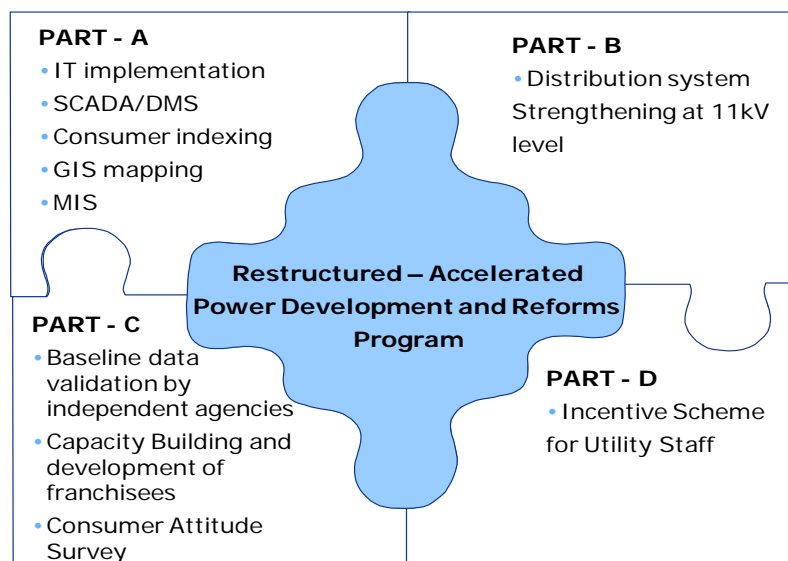 PART - A
• IT implementation
• SCADA/DMS
• Consumer indexing
• GIS mapping
• MIS
PART - B
• Distribution system
Strengthening at 11kV
level
Restructured – Accelerated
Power Development and Reforms
Program
PART - C
• Baseline data
validation by
independent agencies
• Capacity Building and
development of
franchisees
• Consumer Attitude
Survey
PART - D
• Incentive Scheme
for Utility Staff